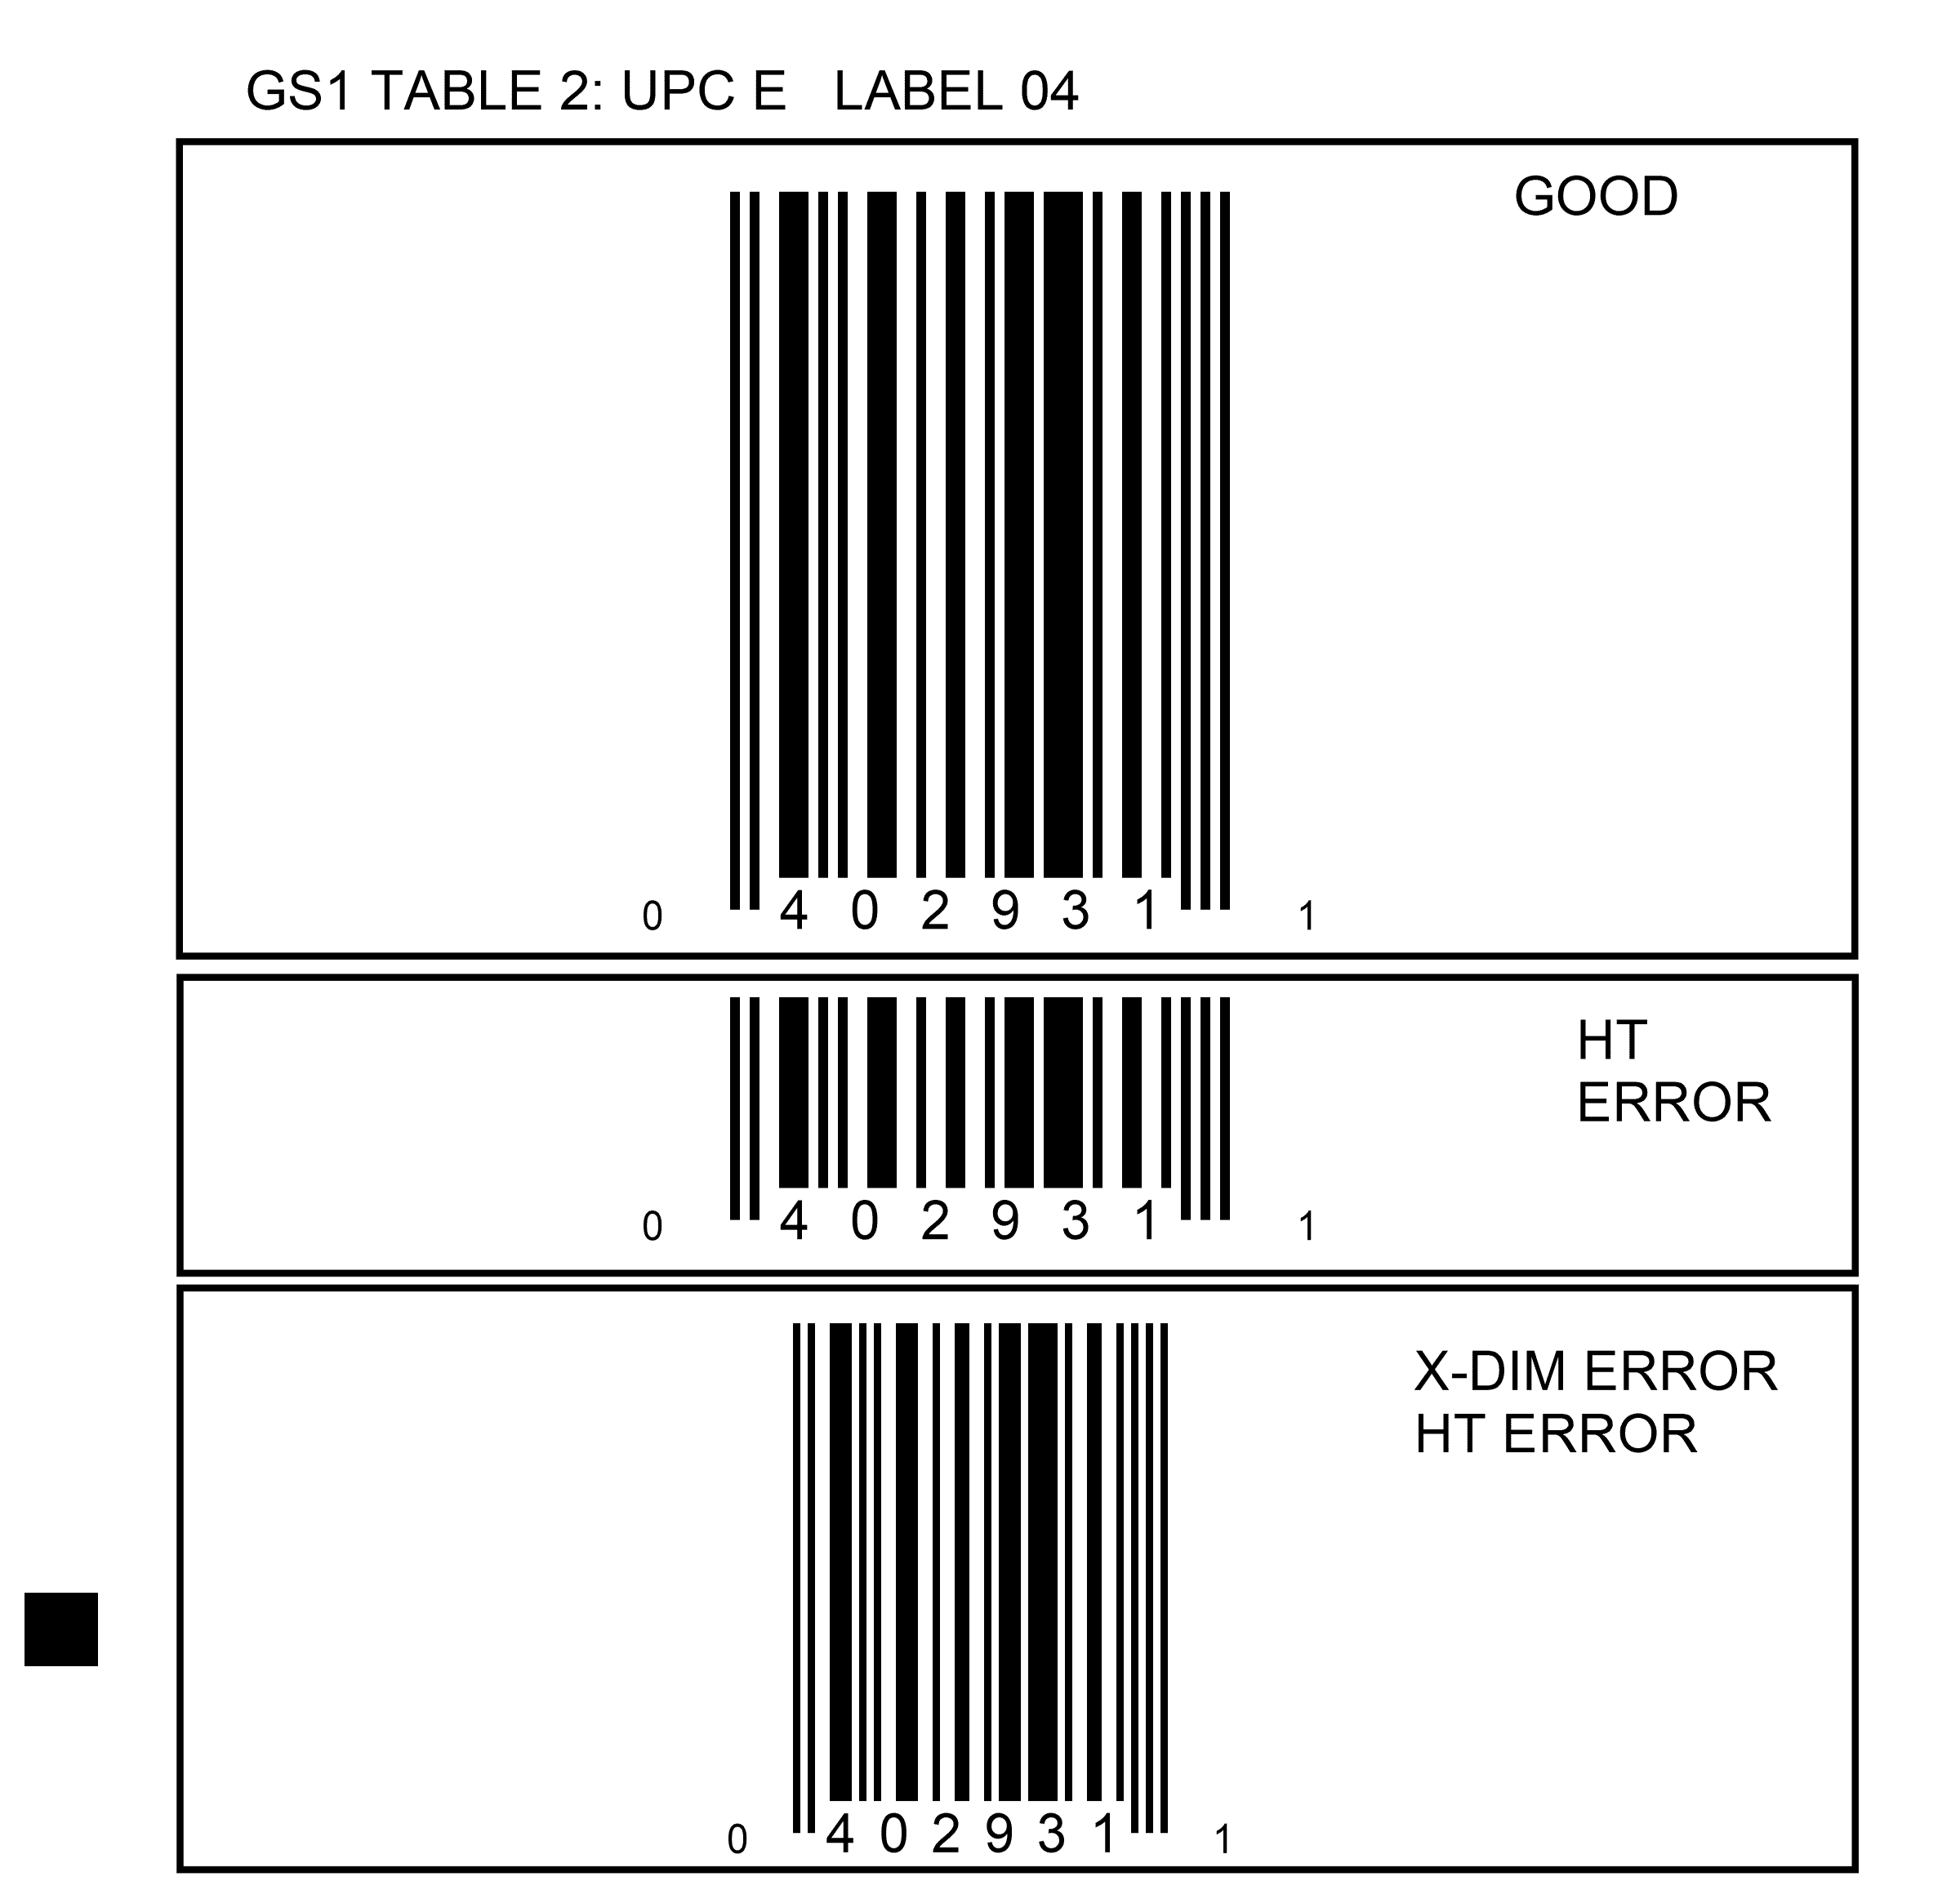 GS1 TABLE 2: UPC E LABEL 04
GOOD
0 4 0 2 9 3 1 1
HT
ERROR
0 4 0 2 9 3 1 1
X-DIM ERROR
HT ERROR
0 4 0 2 9 3 1 1